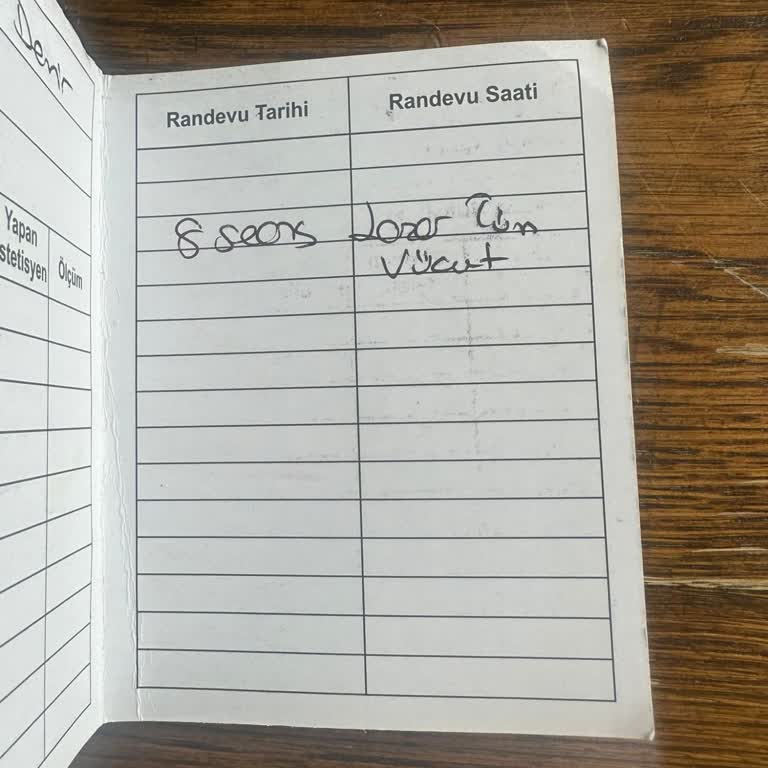 Demir
Yapan
stetisyen
Ölçüm
Randevu Tarihi
Randevu Saati
8 seans Lazer Tüm
Vücut